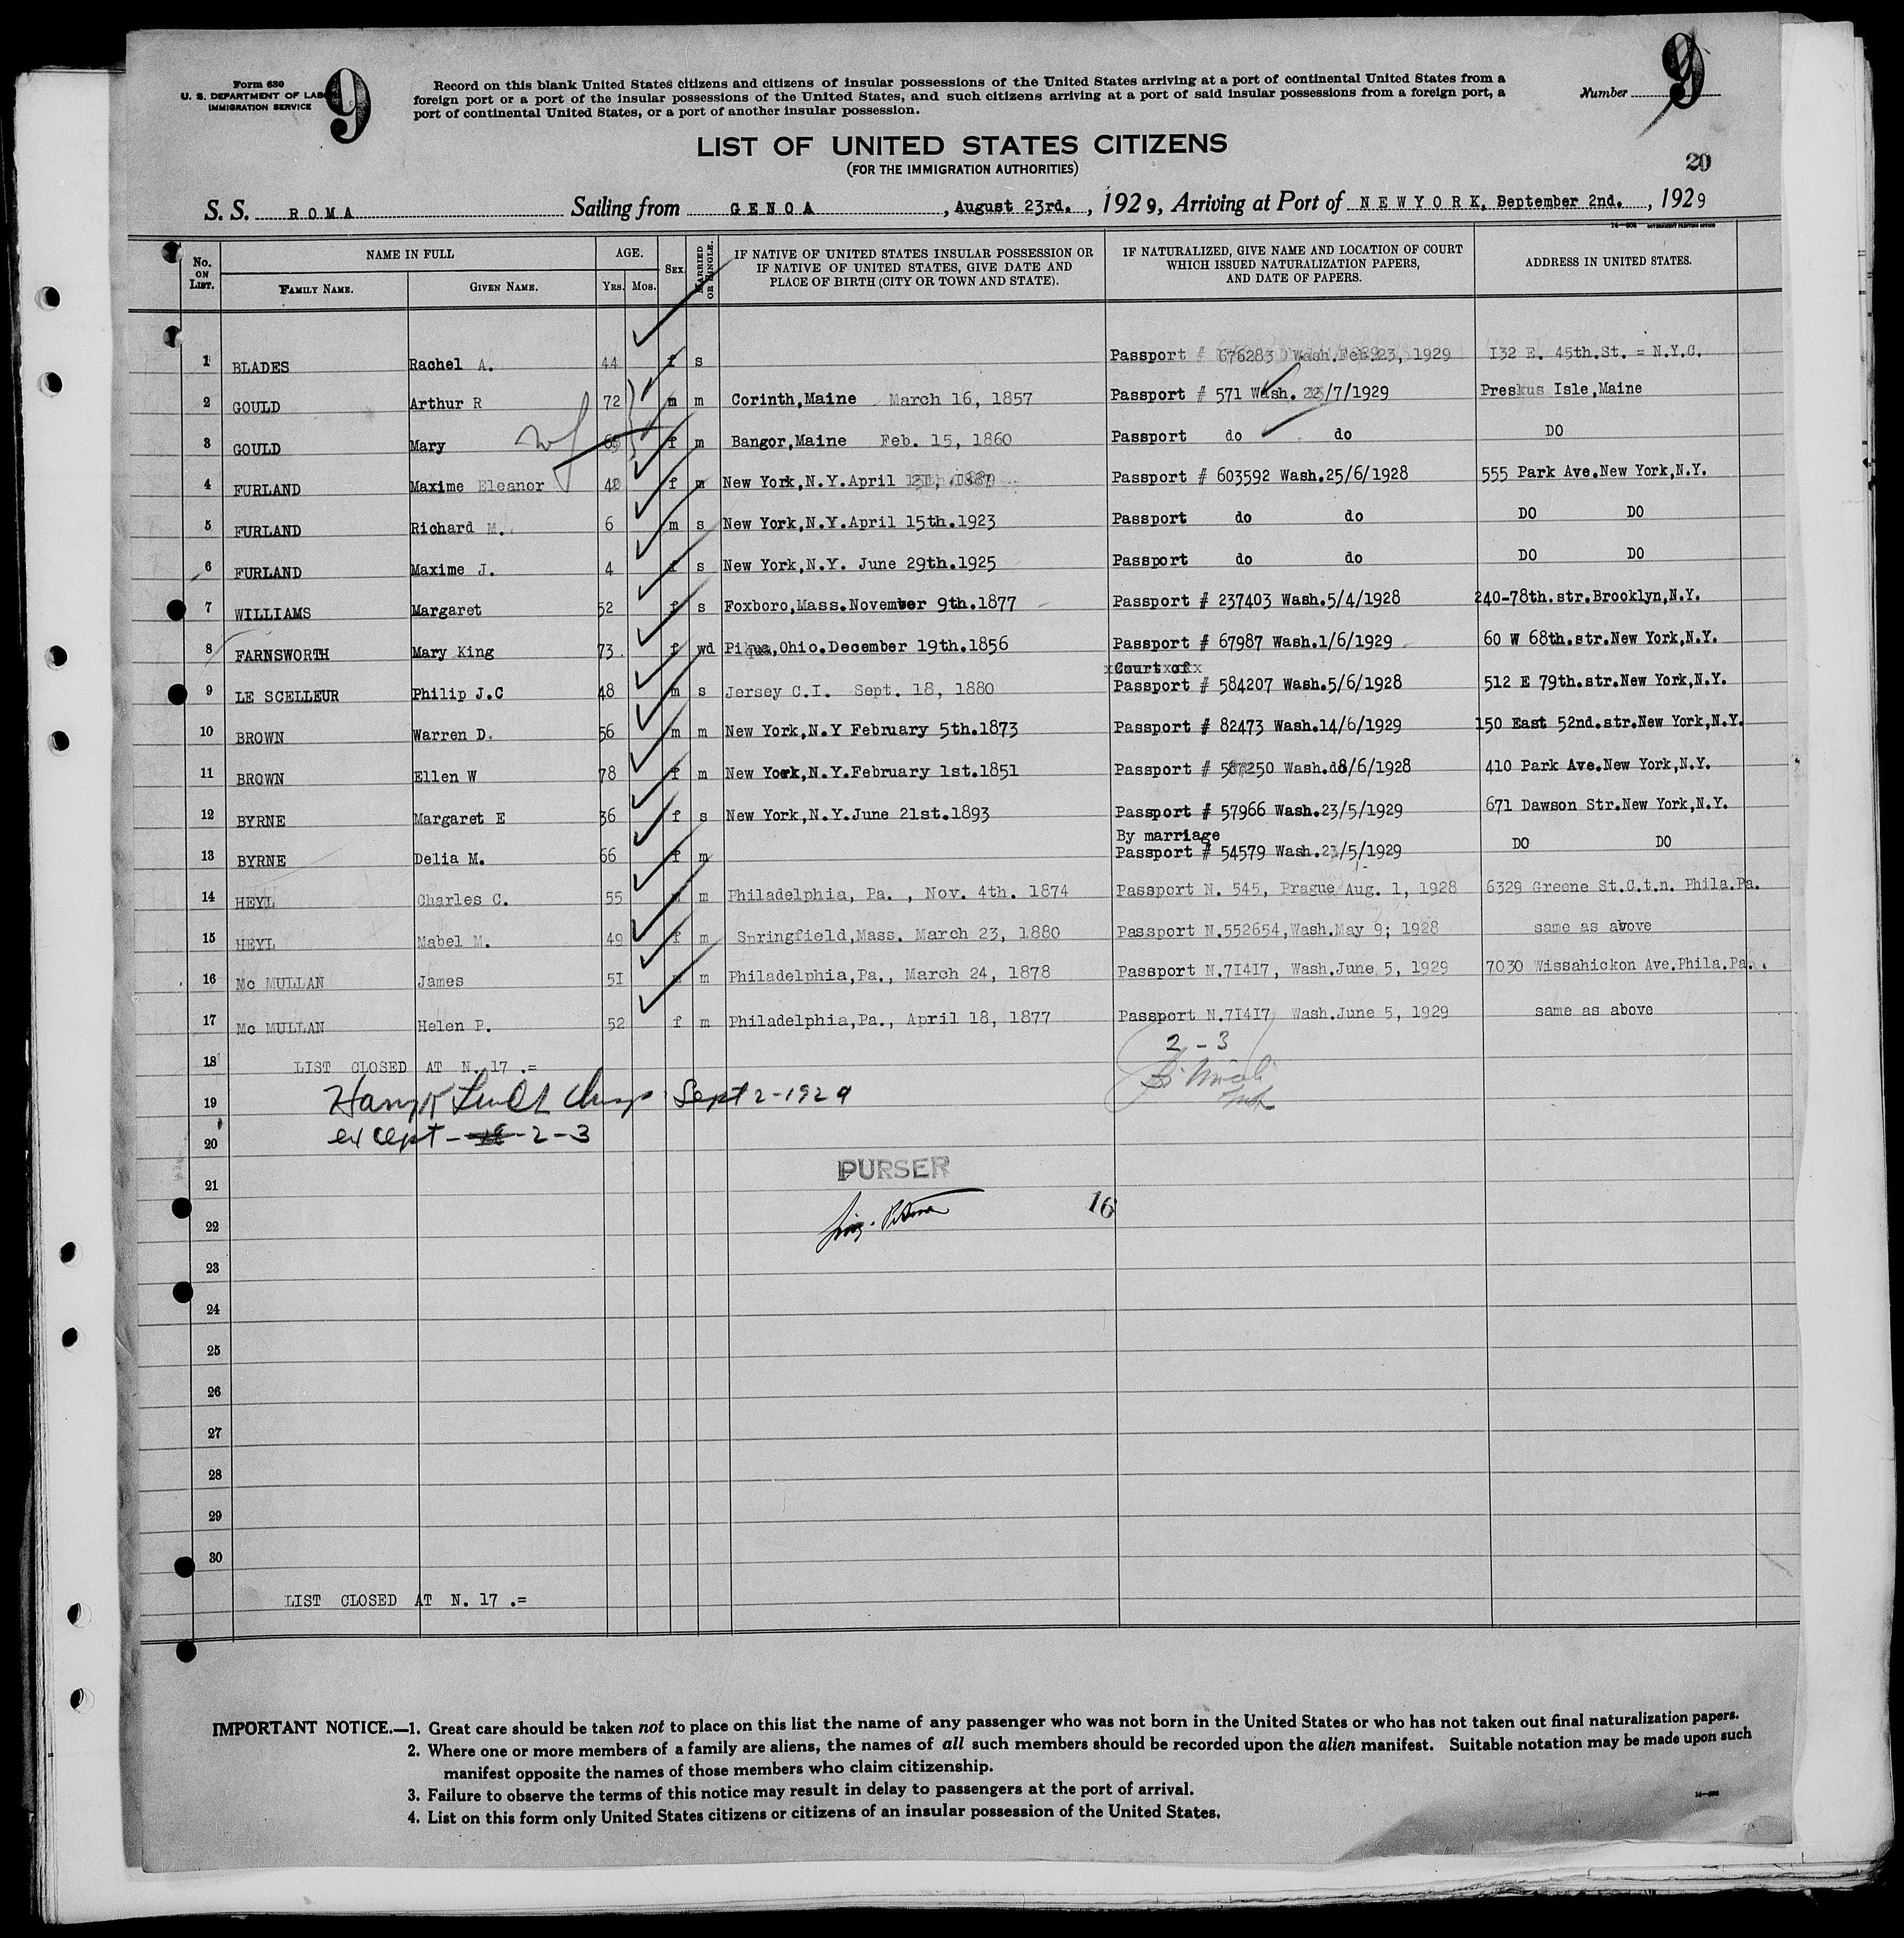 Form 630
U. S. DEPARTMENT OF LABOR
IMMIGRATION SERVICE
9
Record on this blank United States citizens and citizens of insular possessions of the United States arriving at a port of continental United States from a
foreign port or a port of the insular possessions of the United States, and such citizens arriving at a port of said insular possessions from a foreign port, a
port of continental United States, or a port of another insular possession.
Number 9
LIST OF UNITED STATES CITIZENS
(FOR THE IMMIGRATION AUTHORITIES)
20
S. S. ROMA Sailing from GENOA, August 23rd., 1929, Arriving at Port of NEW YORK, September 2nd., 1929
No. ON LIST. NAME IN FULL FAMILY NAME. GIVEN NAME. AGE. Yrs. Mos. SEX. MARRIED OR SINGLE. IF NATIVE OF UNITED STATES INSULAR POSSESSION OR IF NATIVE OF UNITED STATES, GIVE DATE AND PLACE OF BIRTH (CITY OR TOWN AND STATE). IF NATURALIZED, GIVE NAME AND LOCATION OF COURT WHICH ISSUED NATURALIZATION PAPERS, AND DATE OF PAPERS. ADDRESS IN UNITED STATES.
1 BLADES Rachel A. 44 f s Passport # 676283 Wash.Feb.23, 1929 132 E. 45th.St. = N.Y.C.
2 GOULD Arthur R 72 m m Corinth,Maine March 16, 1857 Passport # 571 Wash. /7/1929 Preskus Isle,Maine
3 GOULD Mary 69 f m Bangor,Maine Feb. 15, 1860 Passport do do DO
4 FURLAND Maxime Eleanor f m New York,N.Y.April Passport # 603592 Wash.25/6/1928 555 Park Ave.New York,N.Y.
5 FURLAND Richard M. 6 m s New York,N.Y.April 15th.1923 Passport do do DO DO
6 FURLAND Maxime J. 4 f s New York,N.Y. June 29th.1925 Passport do do DO DO
7 WILLIAMS Margaret 52 f s Foxboro,Mass.November 9th.1877 Passport # 237403 Wash.5/4/1928 240-78th.str.Brooklyn,N.Y.
8 FARNSWORTH Mary King 73 f wd Piqua,Ohio.December 19th.1856 Passport # 67987 Wash.1/6/1929 60 W 68th.str.New York,N.Y.
Court of
9 LE SCELLEUR Philip J.C 48 m s Jersey C.I. Sept. 18, 1880 Passport # 584207 Wash.5/6/1928 512 E 79th.str.New York,N.Y.
10 BROWN Warren D. 56 m m New York,N.Y February 5th.1873 Passport # 82473 Wash.14/6/1929 150 East 52nd.str.New York,N.Y.
11 BROWN Ellen W 78 f m New York,N.Y.February 1st.1851 Passport # 587250 Wash. /6/1928 410 Park Ave.New York,N.Y.
12 BYRNE Margaret E 36 f s New York,N.Y.June 21st.1893 Passport # 57966 Wash.23/5/1929 671 Dawson Str.New York,N.Y.
By marriage
13 BYRNE Delia M. 66 f m Passport # 54579 Wash.23/5/1929 DO DO
14 HEYL Charles C. 55 m m Philadelphia, Pa. , Nov. 4th. 1874 Passport N. 545, Prague Aug. 1, 1928 6329 Greene St.C.t.n. Phila.Pa.
15 HEYL Mabel M. 49 f m Springfield,Mass. March 23, 1880 Passport N.552654,Wash.May 9; 1928 same as above
16 Mc MULLAN James 51 m m Philadelphia,Pa., March 24, 1878 Passport N.71417, Wash.June 5, 1929 7030 Wissahickon Ave.Phila.Pa..
17 Mc MULLAN Helen P. 52 f m Philadelphia,Pa., April 18, 1877 Passport N.71417 Wash.June 5, 1929 same as above
2 - 3
18 LIST CLOSED AT N. 17 .=
19 Sept 2-1929
20 except - 2 - 3
PURSER
21
16
22
23
24
25
26
27
28
29
30
LIST CLOSED AT N. 17 .=
IMPORTANT NOTICE.—1. Great care should be taken not to place on this list the name of any passenger who was not born in the United States or who has not taken out final naturalization papers.
2. Where one or more members of a family are aliens, the names of all such members should be recorded upon the alien manifest. Suitable notation may be made upon such
manifest opposite the names of those members who claim citizenship.
3. Failure to observe the terms of this notice may result in delay to passengers at the port of arrival.
4. List on this form only United States citizens or citizens of an insular possession of the United States.